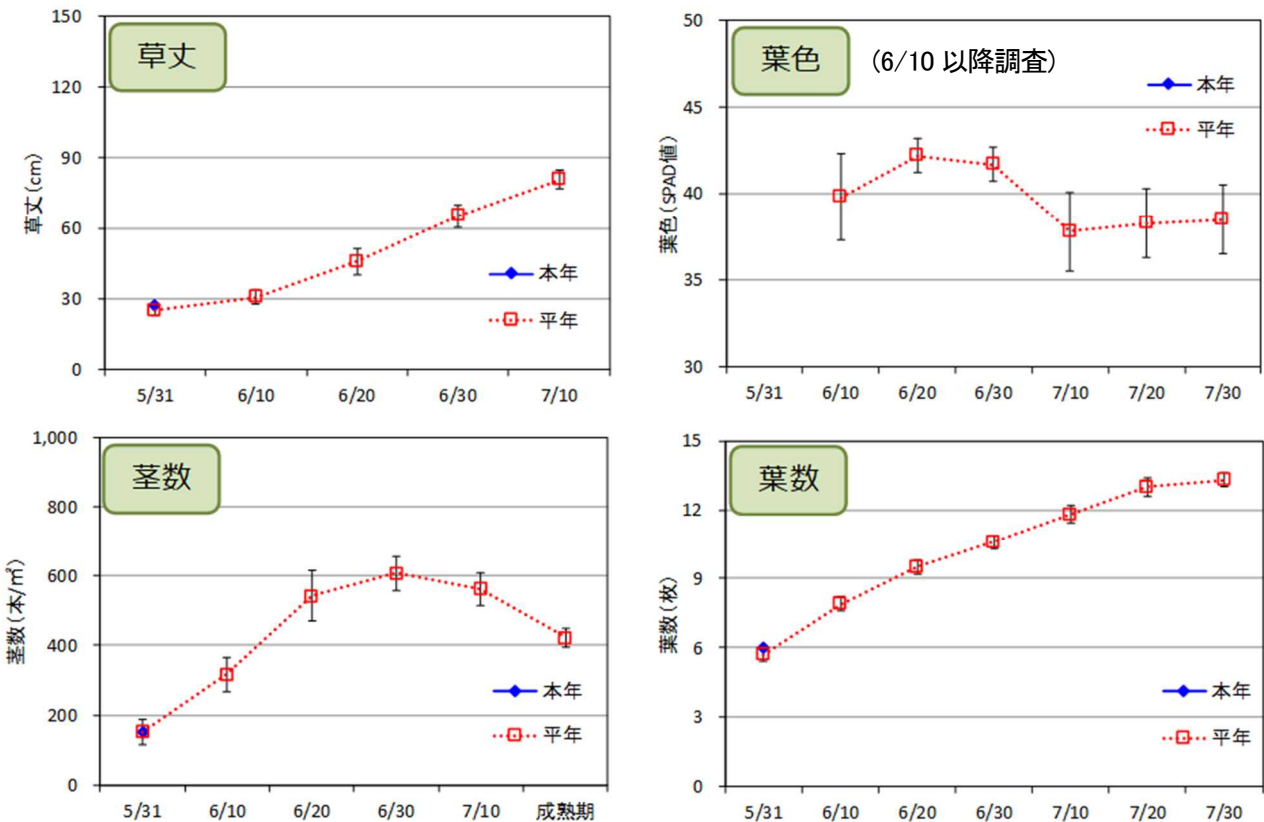 草丈
150
120
90
60
30
0
草丈(cm)
本年
平年
5/31 6/10 6/20 6/30 7/10
葉色 (6/10 以降調査)
50
45
40
35
30
葉色(SPAD値)
本年
平年
5/31 6/10 6/20 6/30 7/10 7/20 7/30
茎数
1,000
800
600
400
200
0
茎数(本/㎡)
本年
平年
5/31 6/10 6/20 6/30 7/10 成熟期
葉数
15
12
9
6
3
0
葉数(枚)
本年
平年
5/31 6/10 6/20 6/30 7/10 7/20 7/30